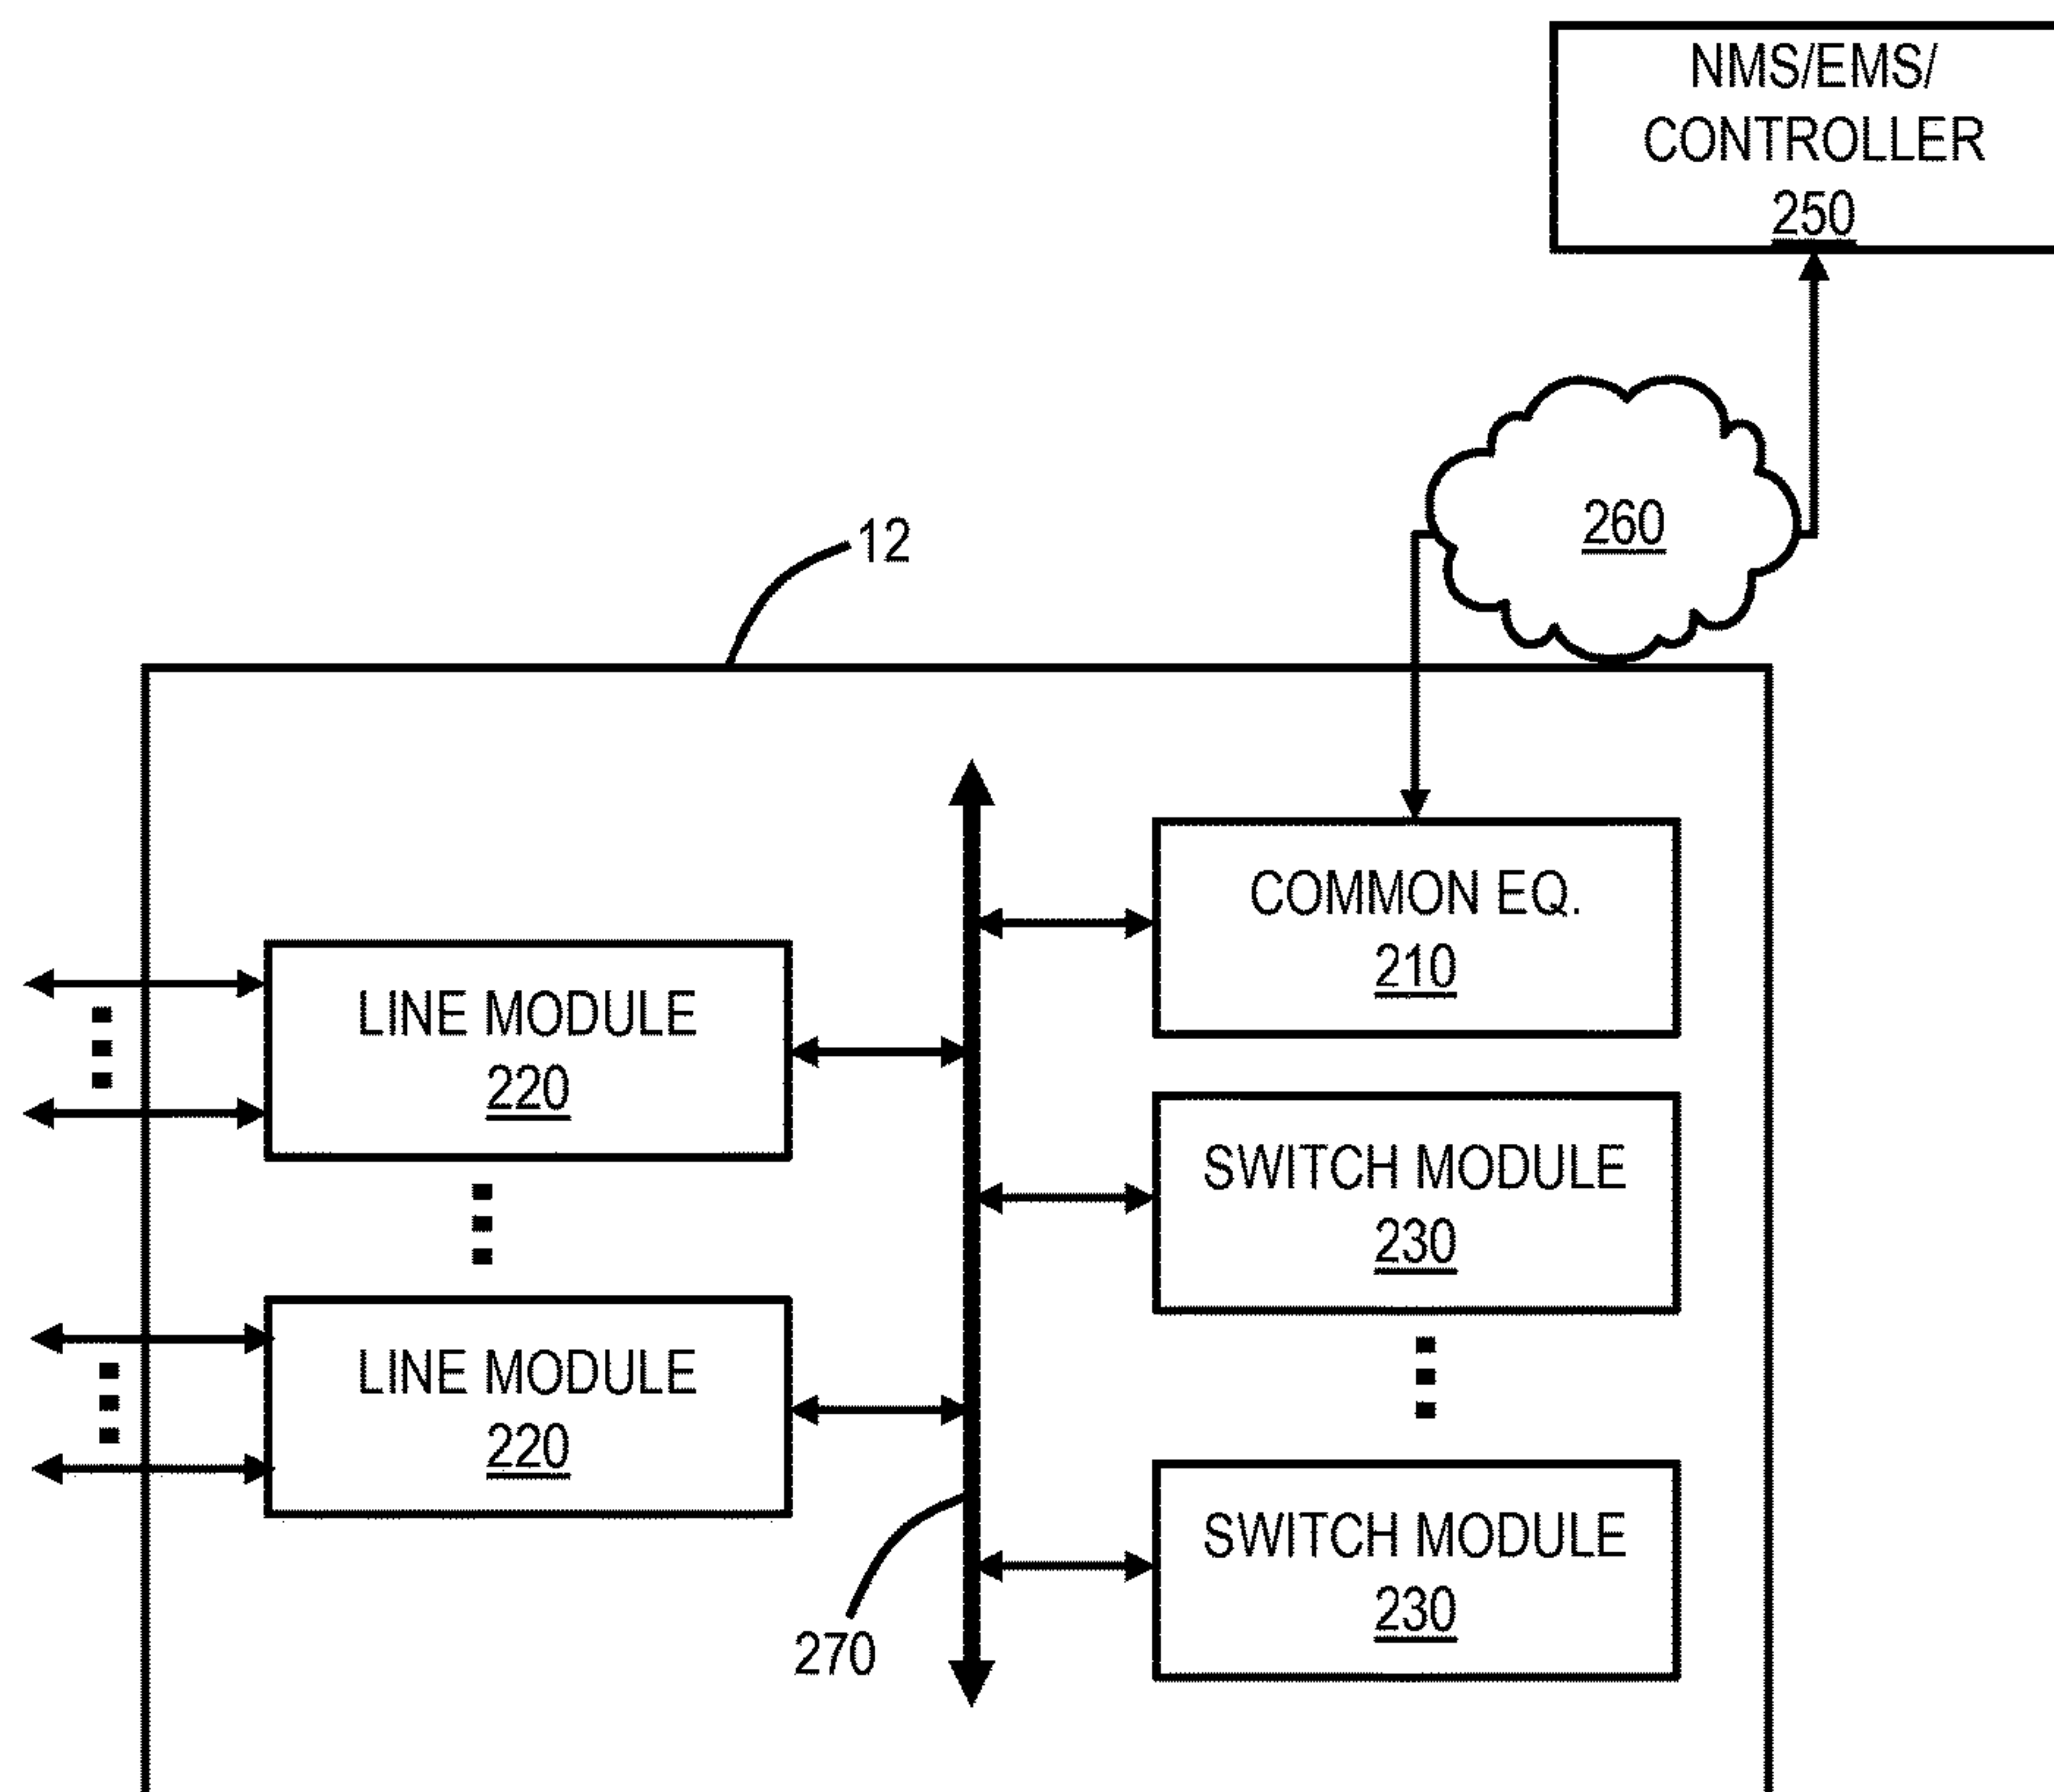 NMS/EMS/
CONTROLLER
250
260
12
COMMON EQ.
210
LINE MODULE
220
SWITCH MODULE
230
LINE MODULE
220
SWITCH MODULE
230
270